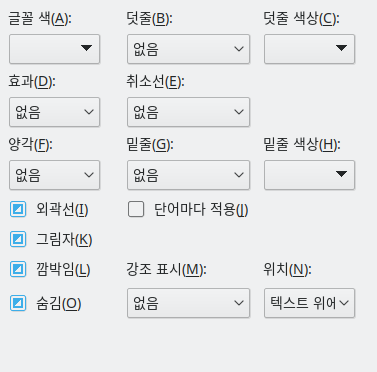 글꼴 색(A): 덧줄(B): 덧줄 색상(C):
없음
효과(D): 취소선(E):
없음 없음
양각(F): 밑줄(G): 밑줄 색상(H):
없음 없음
외곽선(I) 단어마다 적용(J)
그림자(K)
깜박임(L) 강조 표시(M): 위치(N):
숨김(O) 없음 텍스트 위에